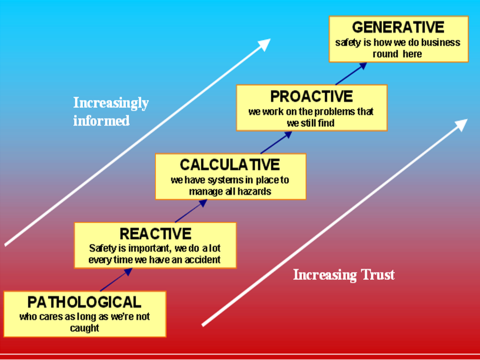 GENERATIVE
safety is how we do business
round here
PROACTIVE
we work on the problems that
we still find
Increasingly
informed
CALCULATIVE
we have systems in place to
manage all hazards
REACTIVE
Safety is important, we do a lot
every time we have an accident
Increasing Trust
PATHOLOGICAL
who cares as long as we're not
caught